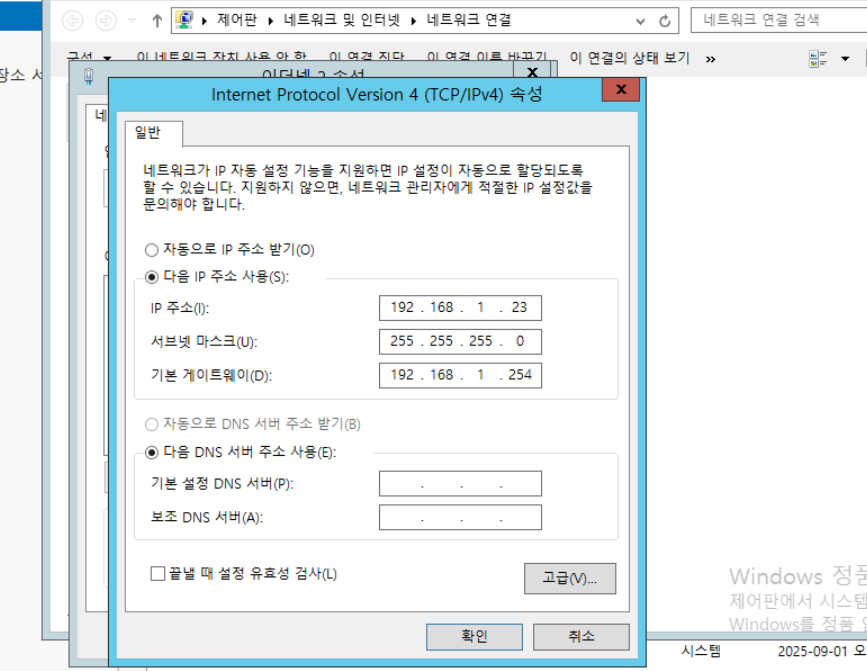 제어판 ▸ 네트워크 및 인터넷 ▸ 네트워크 연결
네트워크 연결 검색
구성 이 네트워크 장치 사용 안 함 이 연결 진단 이 연결 이름 바꾸기 이 연결의 상태 보기 »
장소
이더넷 2 속성
Internet Protocol Version 4 (TCP/IPv4) 속성
일반
네트워크가 IP 자동 설정 기능을 지원하면 IP 설정이 자동으로 할당되도록
할 수 있습니다. 지원하지 않으면, 네트워크 관리자에게 적절한 IP 설정값을
문의해야 합니다.
자동으로 IP 주소 받기(O)
다음 IP 주소 사용(S):
IP 주소(I): 192 . 168 . 1 . 23
서브넷 마스크(U): 255 . 255 . 255 . 0
기본 게이트웨이(D): 192 . 168 . 1 . 254
자동으로 DNS 서버 주소 받기(B)
다음 DNS 서버 주소 사용(E):
기본 설정 DNS 서버(P): . . .
보조 DNS 서버(A): . . .
끝낼 때 설정 유효성 검사(L)
고급(V)...
확인 취소
Windows 정품
제어판에서 시스템
Windows를 정품
시스템 2025-09-01 오